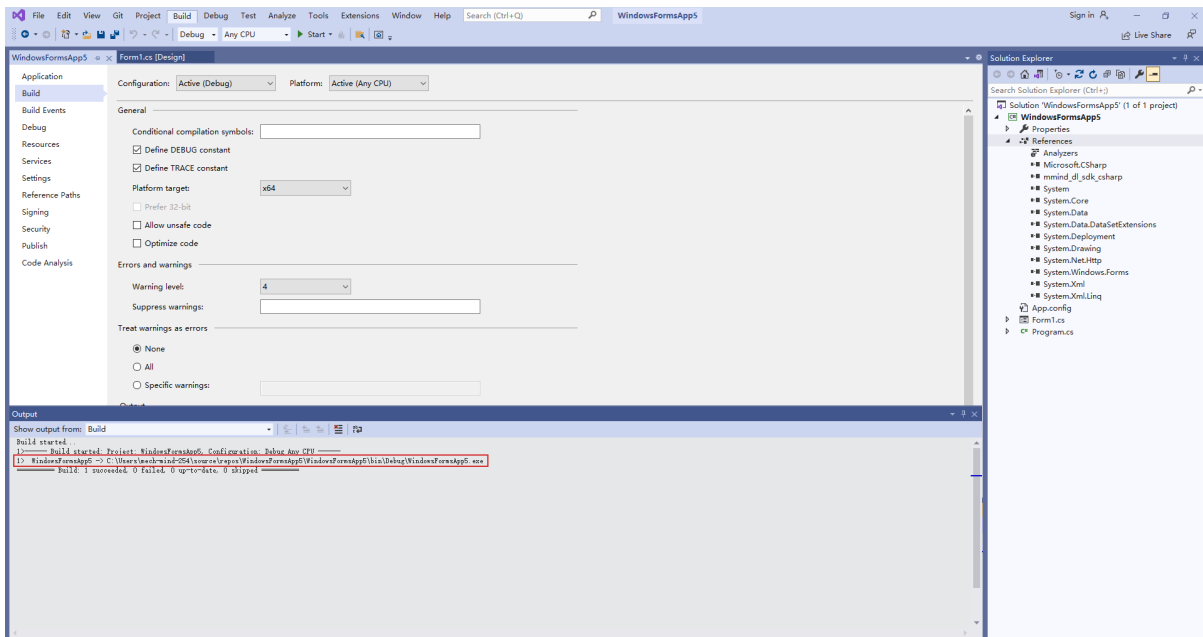 File Edit View Git Project Build Debug Test Analyze Tools Extensions Window Help Search (Ctrl+Q) WindowsFormsApp5 Sign in
Debug Any CPU Start Live Share
WindowsFormsApp5 Form1.cs [Design]
Application
Build
Build Events
Debug
Resources
Services
Settings
Reference Paths
Signing
Security
Publish
Code Analysis
Configuration: Active (Debug) Platform: Active (Any CPU)
General
Conditional compilation symbols:
Define DEBUG constant
Define TRACE constant
Platform target: x64
Prefer 32-bit
Allow unsafe code
Optimize code
Errors and warnings
Warning level: 4
Suppress warnings:
Treat warnings as errors
None
All
Specific warnings:
Output
Output
Show output from: Build
Build started...
1>------ Build started: Project: WindowsFormsApp5, Configuration: Debug Any CPU ------
1> WindowsFormsApp5 -> C:\Users\mech-mind-254\source\repos\WindowsFormsApp5\WindowsFormsApp5\bin\Debug\WindowsFormsApp5.exe
========== Build: 1 succeeded, 0 failed, 0 up-to-date, 0 skipped ==========
Solution Explorer
Search Solution Explorer (Ctrl+;)
Solution 'WindowsFormsApp5' (1 of 1 project)
WindowsFormsApp5
Properties
References
Analyzers
Microsoft.CSharp
mmind_dl_sdk_csharp
System
System.Core
System.Data
System.Data.DataSetExtensions
System.Deployment
System.Drawing
System.Net.Http
System.Windows.Forms
System.Xml
System.Xml.Linq
App.config
Form1.cs
C# Program.cs